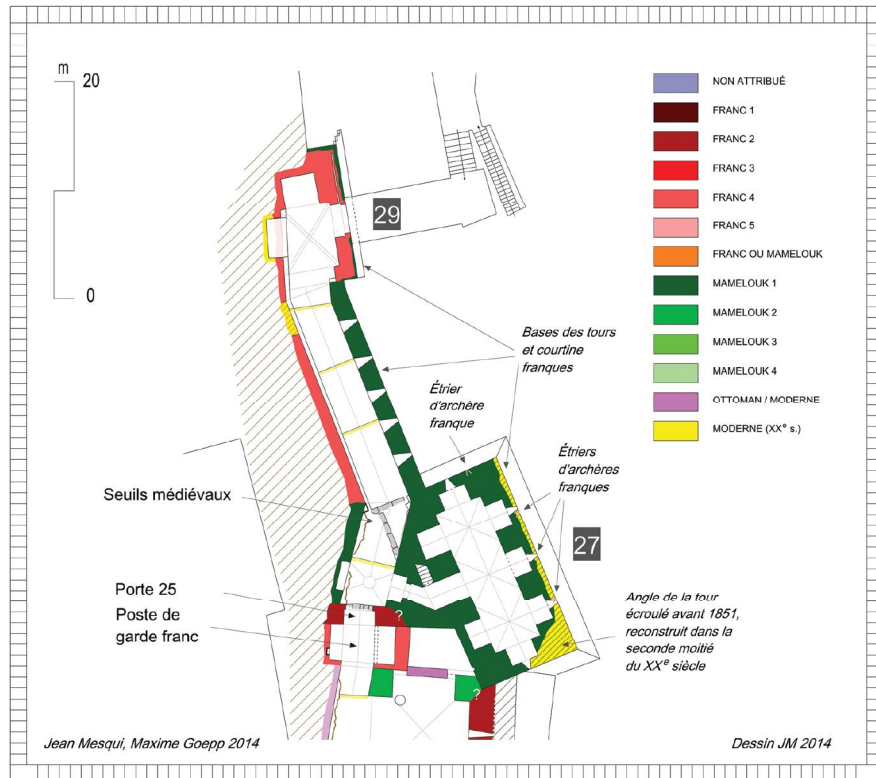 m
20
0
NON ATTRIBUÉ
FRANC 1
FRANC 2
FRANC 3
FRANC 4
FRANC 5
FRANC OU MAMELOUK
MAMELOUK 1
MAMELOUK 2
MAMELOUK 3
MAMELOUK 4
OTTOMAN / MODERNE
MODERNE (XX° s.)
29
Bases des tours
et courtine
franques
Étrier
d'archère
franque
Étriers
d'archères
franques
Seuils médiévaux
27
Porte 25
Poste de
garde franc
?
?
Angle de la tour
écroulé avant 1851,
reconstruit dans la
seconde moitié
du XXe siècle
Jean Mesqui, Maxime Goepp 2014
Dessin JM 2014